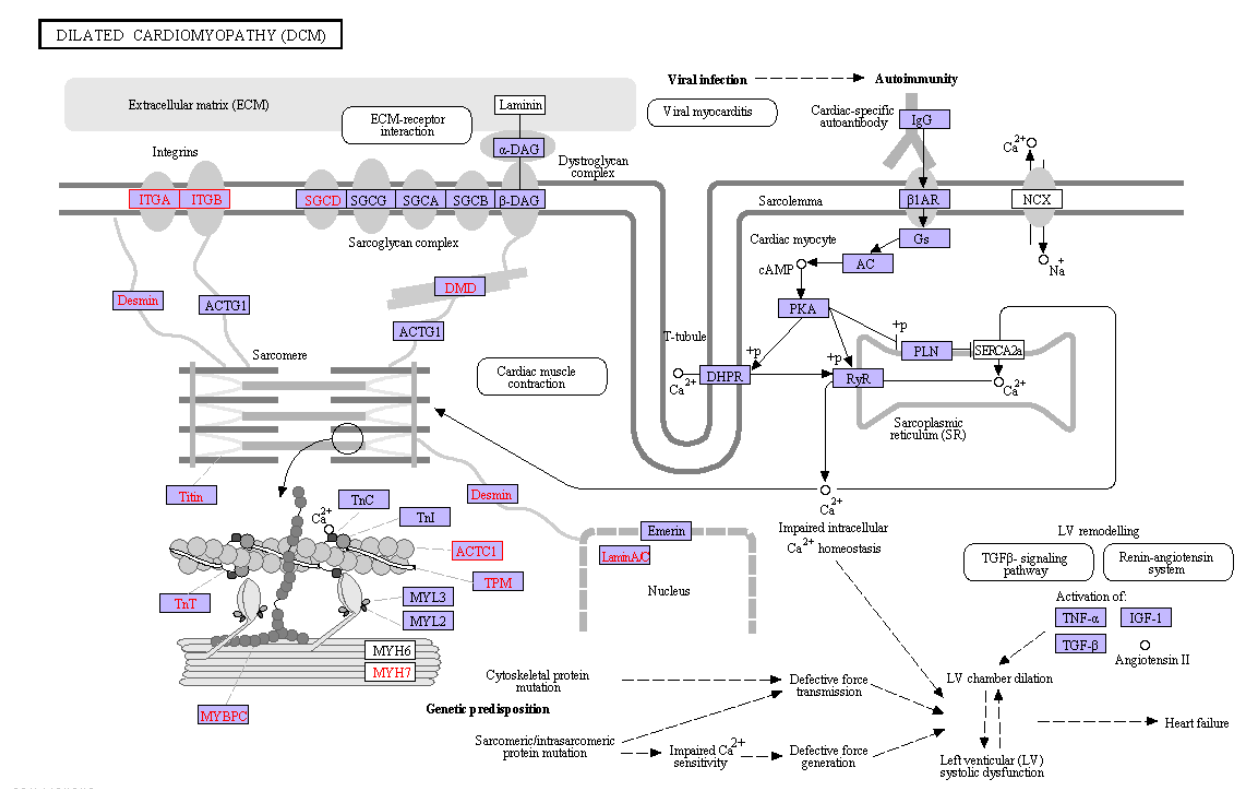 DILATED CARDIOMYOPATHY (DCM)
Viral infection
Autoimmunity
Extracellular matrix (ECM)
ECM-receptor
interaction
Laminin
Viral myocarditis
Cardiac-specific
autoantibody
IgG
Ca2+
Integrins
α-DAG
Dystroglycan
complex
ITGA
ITGB
SGCD
SGCG
SGCA
SGCB
β-DAG
Sarcolemma
β1AR
NCX
Sarcoglycan complex
Cardiac myocyte
Gs
cAMP
AC
Na+
Desmin
ACTG1
DMD
PKA
ACTG1
T-tubule
+p
+p
+p
PLN
SERCA2a
Sarcomere
Cardiac muscle
contraction
Ca2+
DHPR
RyR
Ca2+
Sarcoplasmic
reticulum (SR)
Titin
TnC
Ca2+
TnI
Desmin
Ca2+
Emerin
Impaired intracellular
Ca2+ homeostasis
LV remodelling
ACTC1
LaminA/C
TGFβ- signaling
pathway
Renin-angiotensin
system
TPM
Nucleus
TnT
MYL3
MYL2
Activation of:
TNF-α
IGF-1
TGF-β
Angiotensin II
MYH6
MYH7
Cytoskeletal protein
mutation
Defective force
transmission
LV chamber dilation
MYBPC
Genetic predisposition
Heart failure
Sarcomeric/intrasarcomeric
protein mutation
Impaired Ca2+
sensitivity
Defective force
generation
Left venticular (LV)
systolic dysfunction